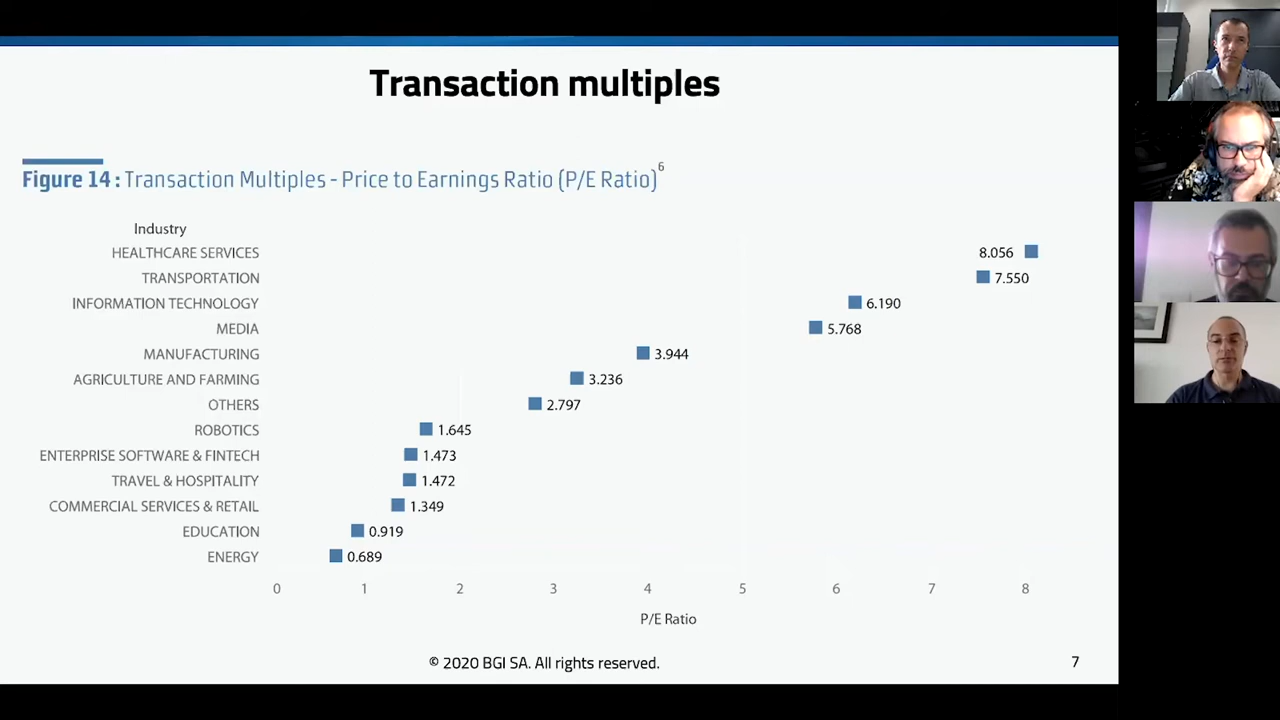 Transaction multiples
Figure 14 : Transaction Multiples - Price to Earnings Ratio (P/E Ratio)6
Industry
HEALTHCARE SERVICES 8.056
TRANSPORTATION 7.550
INFORMATION TECHNOLOGY 6.190
MEDIA 5.768
MANUFACTURING 3.944
AGRICULTURE AND FARMING 3.236
OTHERS 2.797
ROBOTICS 1.645
ENTERPRISE SOFTWARE & FINTECH 1.473
TRAVEL & HOSPITALITY 1.472
COMMERCIAL SERVICES & RETAIL 1.349
EDUCATION 0.919
ENERGY 0.689
0 1 2 3 4 5 6 7 8
P/E Ratio
© 2020 BGI SA. All rights reserved.
7